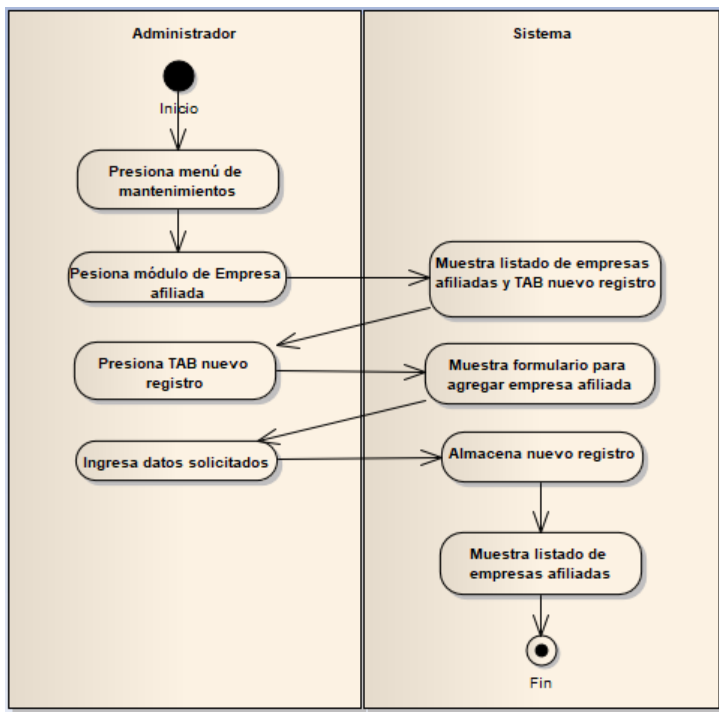 Administrador
Sistema
Inicio
Presiona menú de
mantenimientos
Pesiona módulo de Empresa
afiliada
Muestra listado de empresas
afiliadas y TAB nuevo registro
Presiona TAB nuevo
registro
Muestra formulario para
agregar empresa afiliada
Ingresa datos solicitados
Almacena nuevo registro
Muestra listado de
empresas afiliadas
Fin